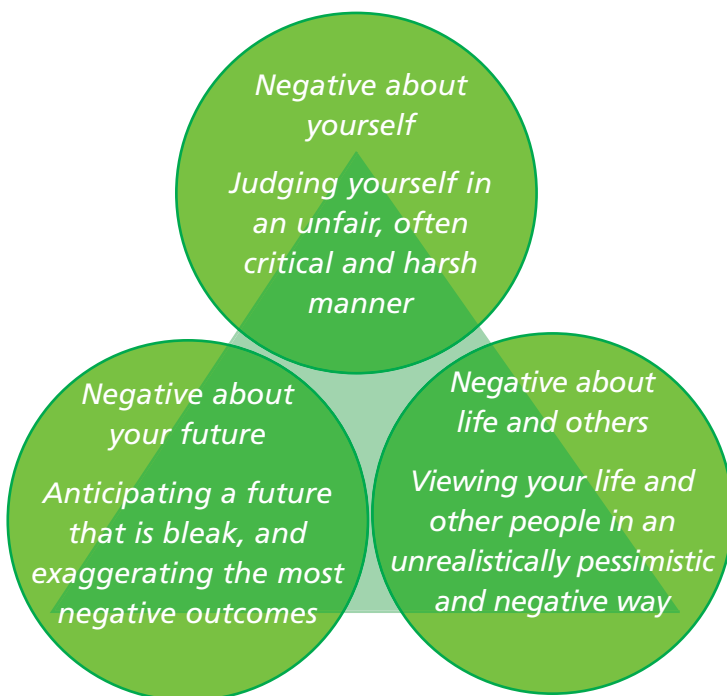 Negative about
yourself
Judging yourself in
an unfair, often
critical and harsh
manner
Negative about
your future
Anticipating a future
that is bleak, and
exaggerating the most
negative outcomes
Negative about
life and others
Viewing your life and
other people in an
unrealistically pessimistic
and negative way